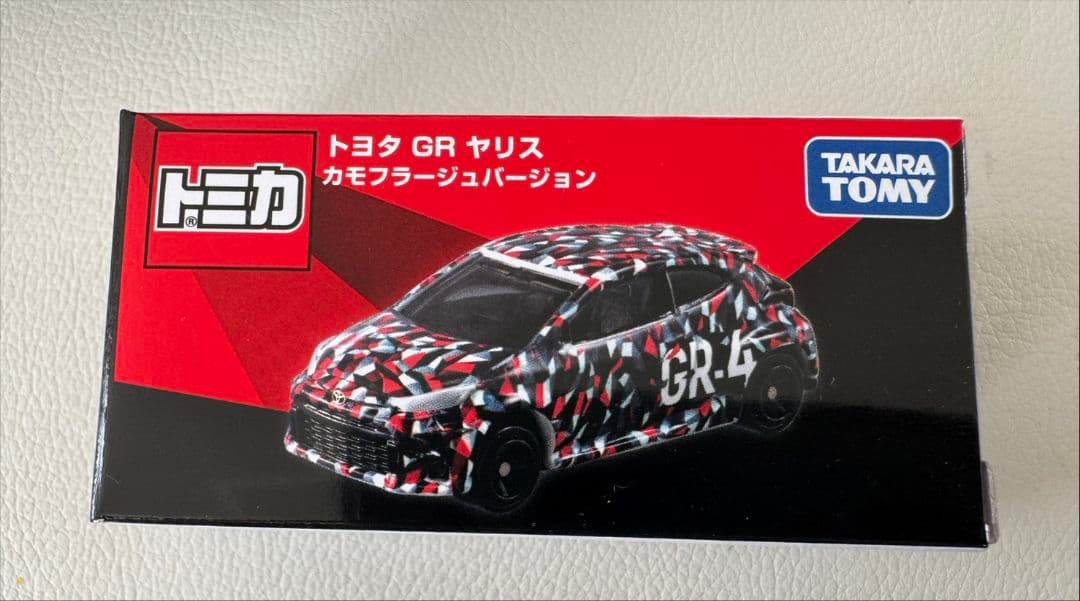 トヨタ GR ヤリス
カモフラージュバージョン
トミカ®
TAKARA
TOMY
GR-4